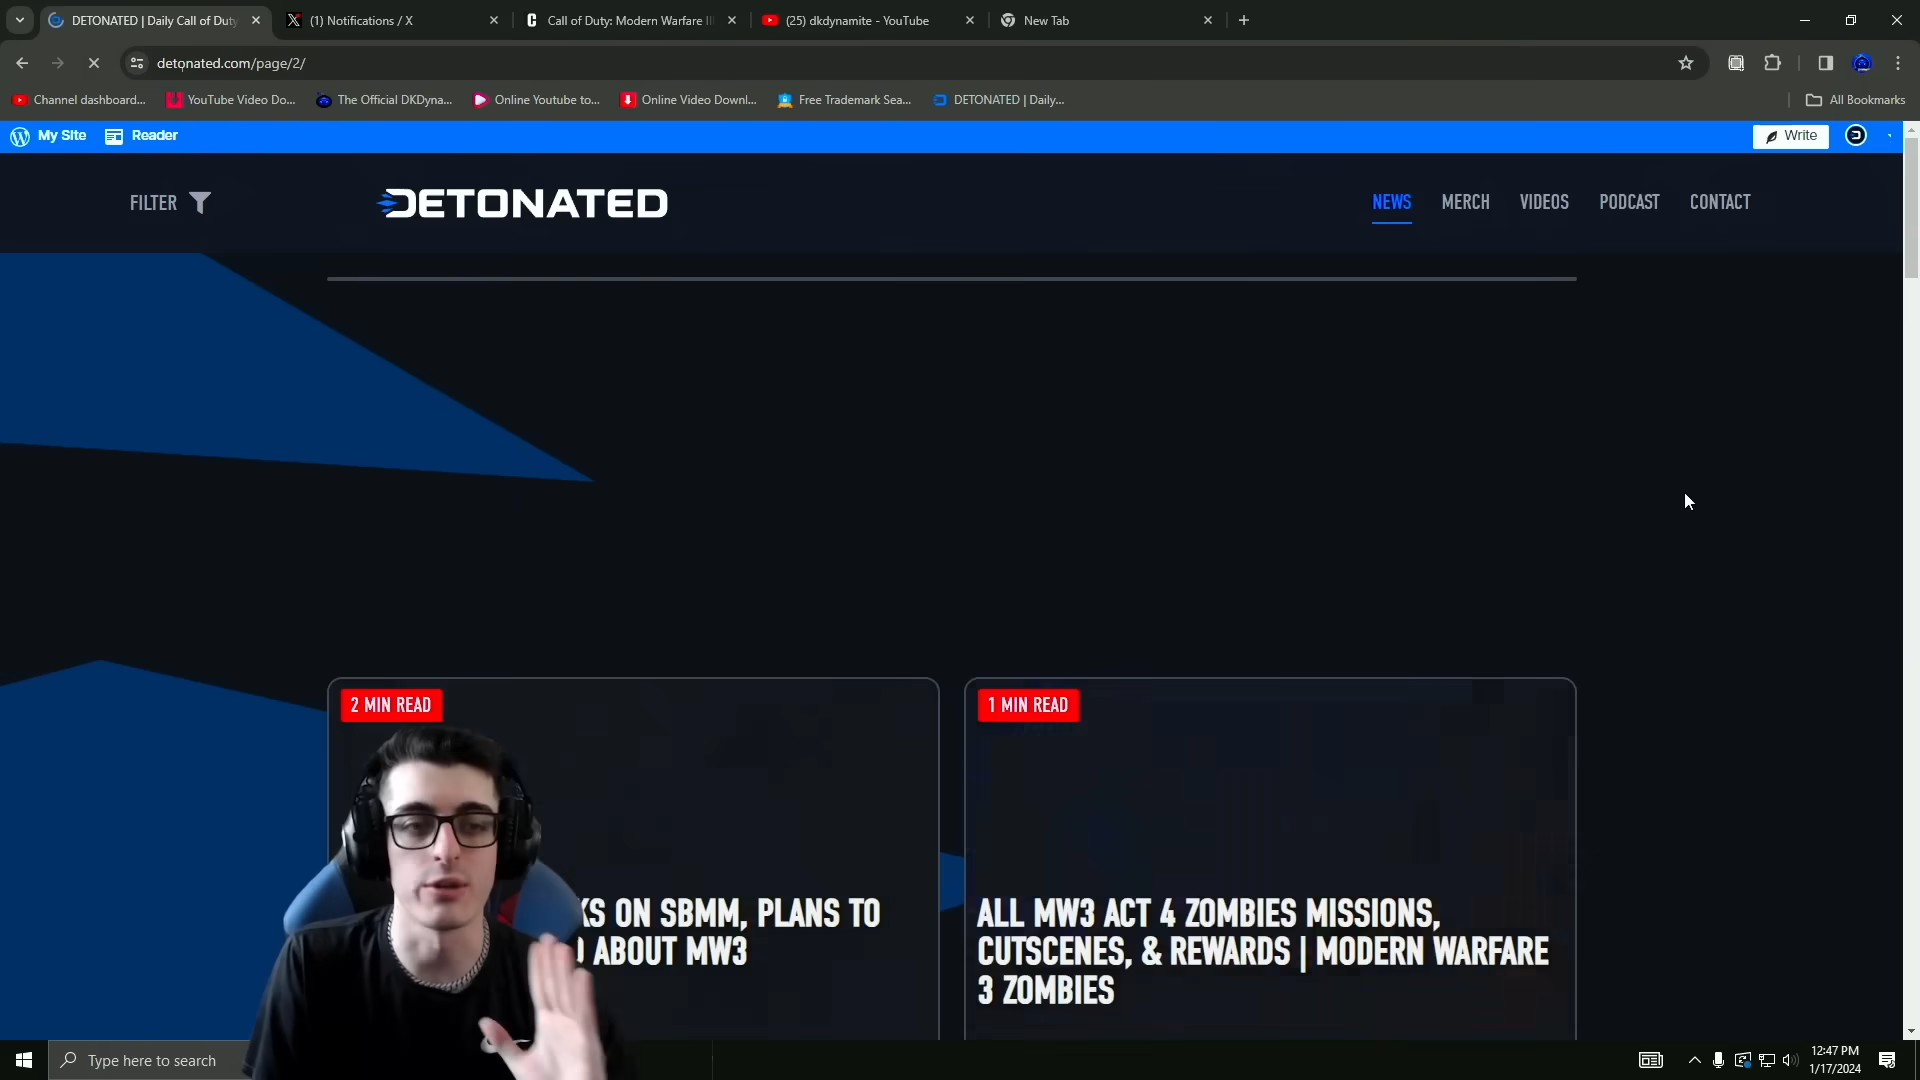 DETONATED | Daily Call of Duty
(1) Notifications / X
Call of Duty: Modern Warfare II
(25) dkdynamite - YouTube
New Tab
detonated.com/page/2/
Channel dashboard...
YouTube Video Do...
The Official DKDyna...
Online Youtube to...
Online Video Downl...
Free Trademark Sea...
DETONATED | Daily...
All Bookmarks
My Site
Reader
Write
FILTER
DETONATED
NEWS
MERCH
VIDEOS
PODCAST
CONTACT
2 MIN READ
KS ON SBMM, PLANS TO
ABOUT MW3
1 MIN READ
ALL MW3 ACT 4 ZOMBIES MISSIONS,
CUTSCENES, & REWARDS | MODERN WARFARE
3 ZOMBIES
Type here to search
12:47 PM
1/17/2024